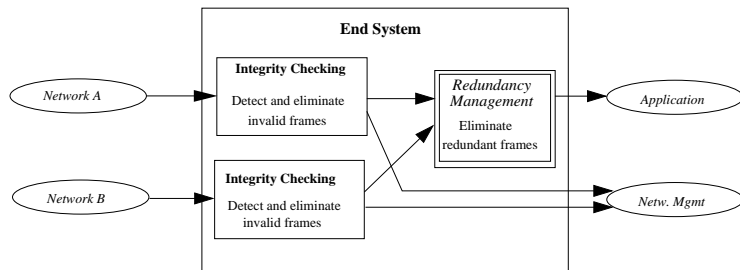 End System
Network A
Integrity Checking
Detect and eliminate
invalid frames
Redundancy
Management
Eliminate
redundant frames
Application
Network B
Integrity Checking
Detect and eliminate
invalid frames
Netw. Mgmt